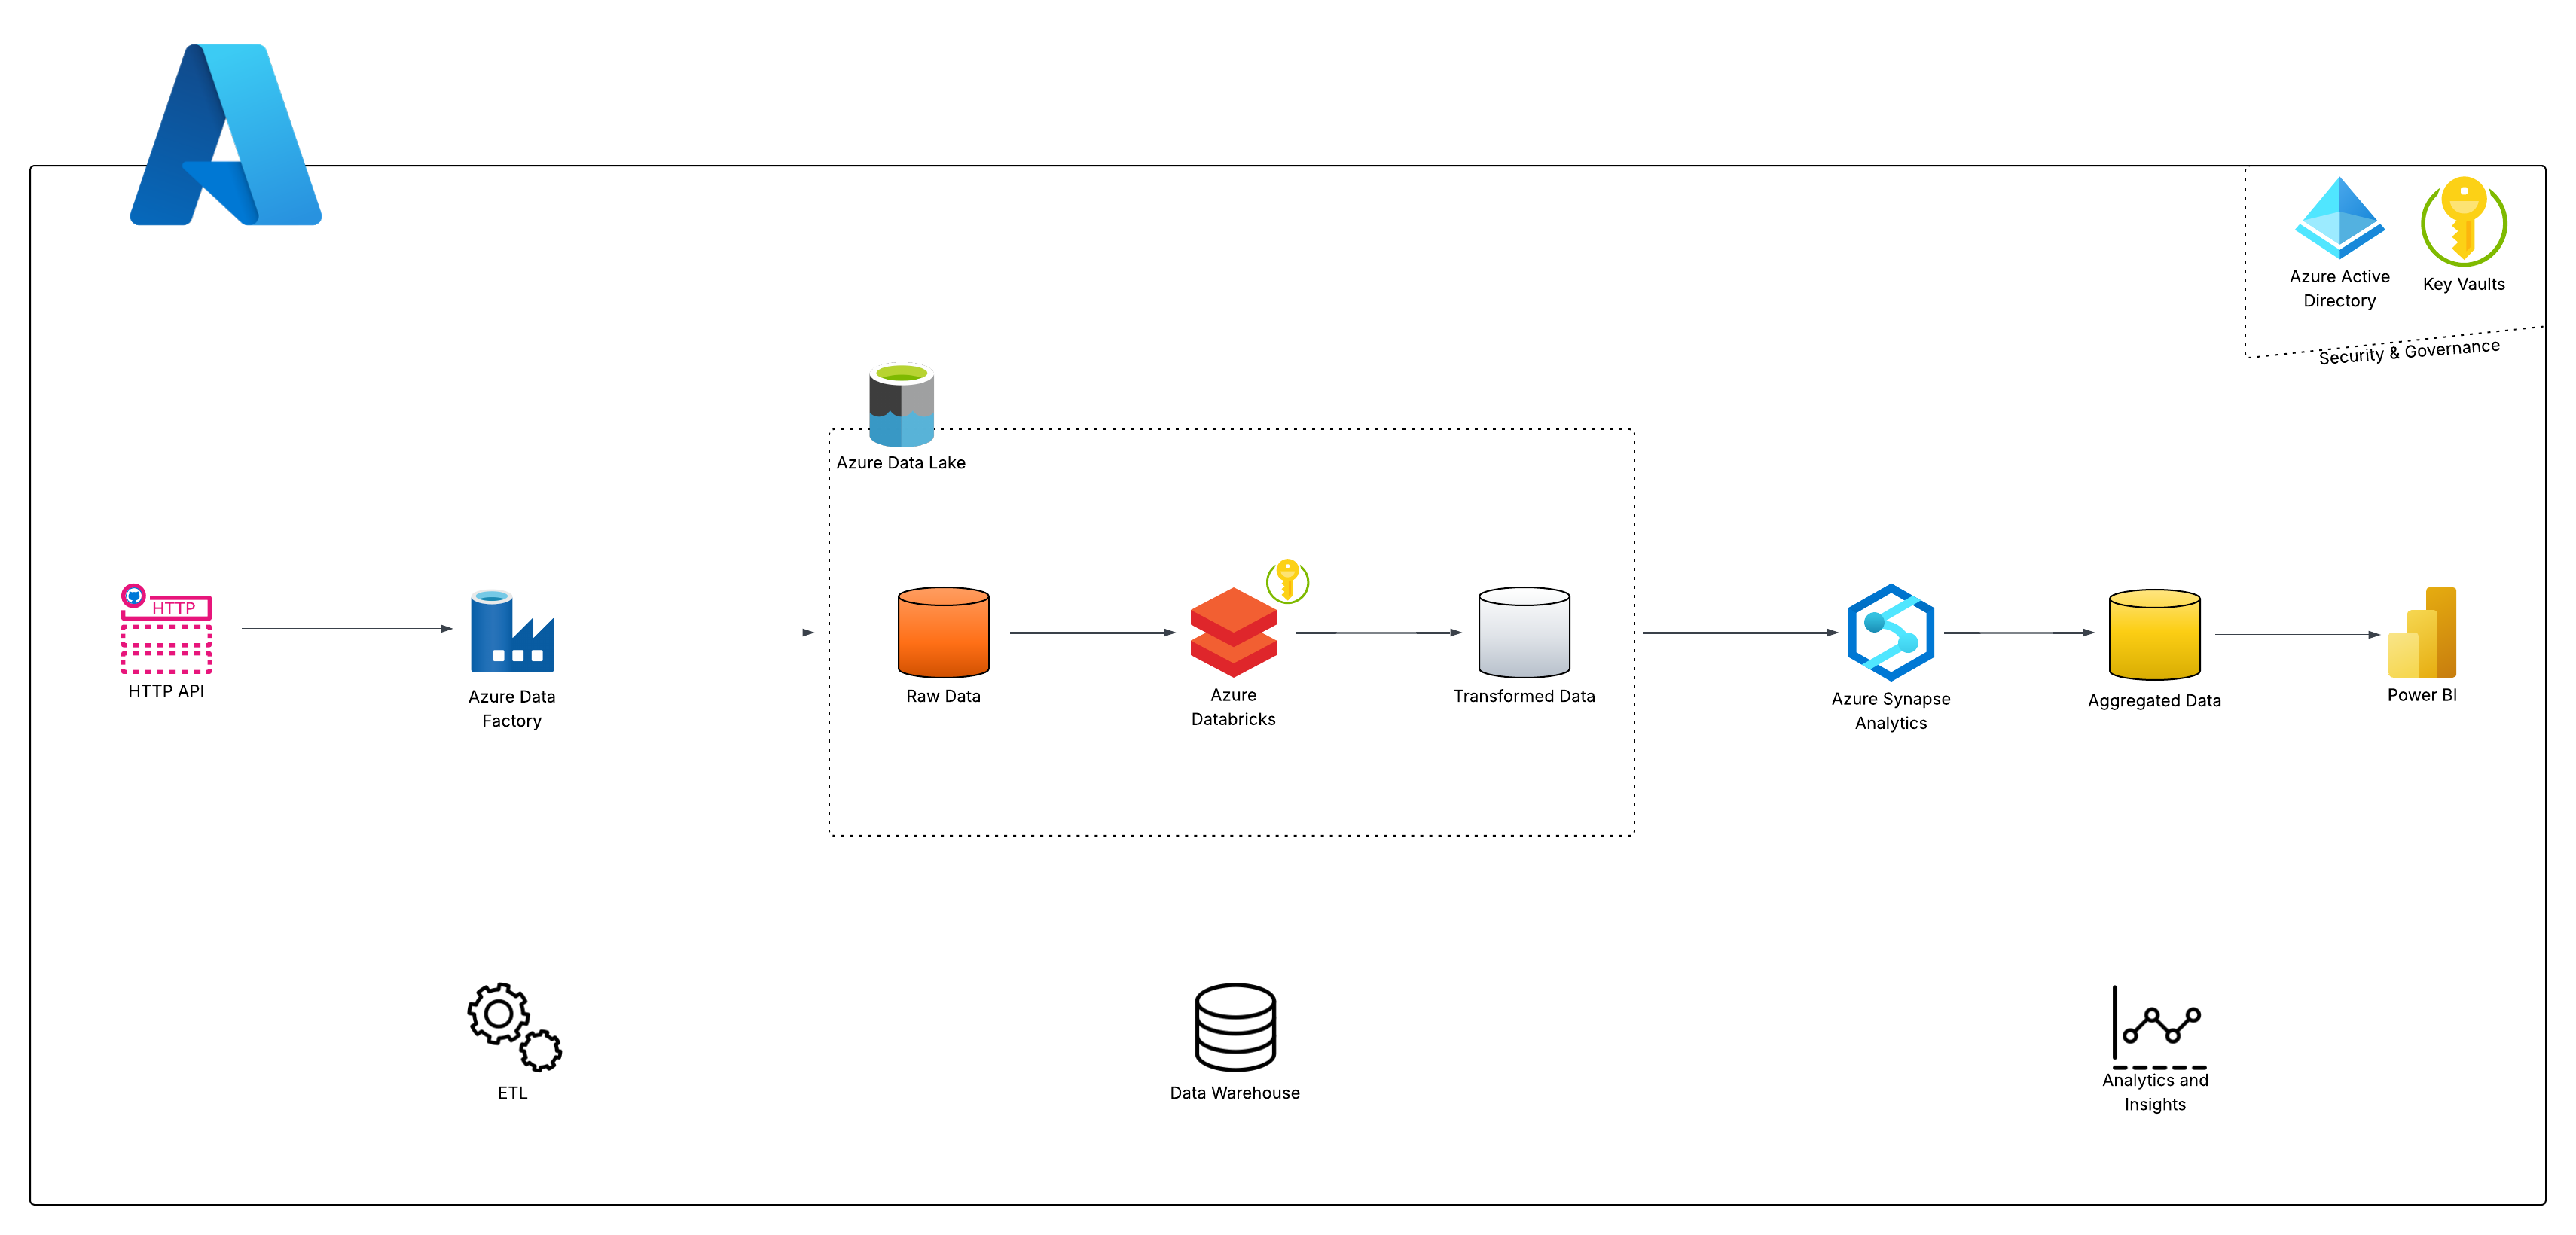 Azure Active
Directory
Key Vaults
Security & Governance
Azure Data Lake
HTTP
HTTP API
Azure Data
Factory
Raw Data
Azure
Databricks
Transformed Data
Azure Synapse
Analytics
Aggregated Data
Power BI
ETL
Data Warehouse
Analytics and
Insights